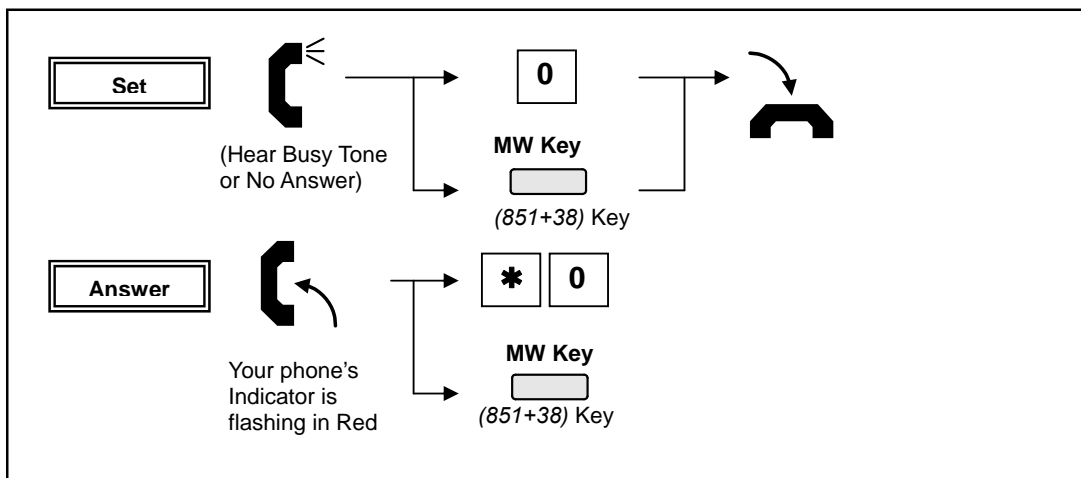 Set
(Hear Busy Tone
or No Answer)
0
MW Key
(851+38) Key
Answer
Your phone’s
Indicator is
flashing in Red
✱ 0
MW Key
(851+38) Key